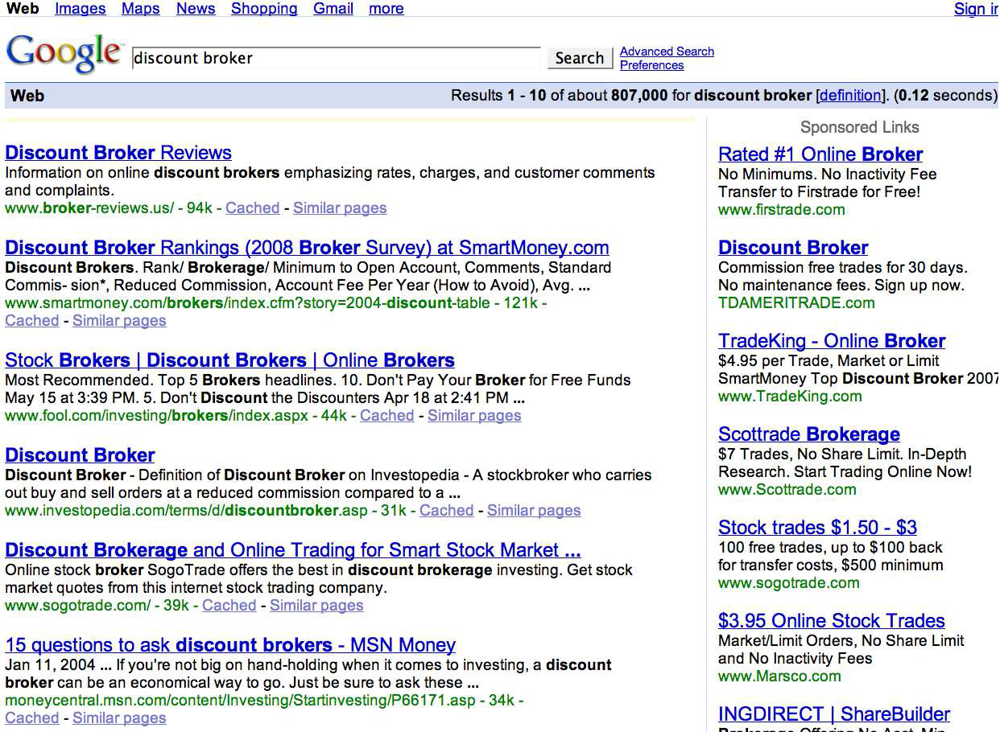 Web Images Maps News Shopping Gmail more
Sign in
Google
discount broker
Search
Advanced Search
Preferences
Web
Results 1 - 10 of about 807,000 for discount broker [definition]. (0.12 seconds)
Discount Broker Reviews
Information on online discount brokers emphasizing rates, charges, and customer comments
and complaints.
www.broker-reviews.us/ - 94k - Cached - Similar pages
Discount Broker Rankings (2008 Broker Survey) at SmartMoney.com
Discount Brokers. Rank/ Brokerage/ Minimum to Open Account, Comments, Standard
Commis- sion*, Reduced Commission, Account Fee Per Year (How to Avoid), Avg. ...
www.smartmoney.com/brokers/index.cfm?story=2004-discount-table - 121k -
Cached - Similar pages
Stock Brokers | Discount Brokers | Online Brokers
Most Recommended. Top 5 Brokers headlines. 10. Don't Pay Your Broker for Free Funds
May 15 at 3:39 PM. 5. Don't Discount the Discounters Apr 18 at 2:41 PM ...
www.fool.com/investing/brokers/index.aspx - 44k - Cached - Similar pages
Discount Broker
Discount Broker - Definition of Discount Broker on Investopedia - A stockbroker who carries
out buy and sell orders at a reduced commission compared to a ...
www.investopedia.com/terms/d/discountbroker.asp - 31k - Cached - Similar pages
Discount Brokerage and Online Trading for Smart Stock Market ...
Online stock broker SogoTrade offers the best in discount brokerage investing. Get stock
market quotes from this internet stock trading company.
www.sogotrade.com/ - 39k - Cached - Similar pages
15 questions to ask discount brokers - MSN Money
Jan 11, 2004 ... If you're not big on hand-holding when it comes to investing, a discount
broker can be an economical way to go. Just be sure to ask these ...
moneycentral.msn.com/content/Investing/Startinvesting/P66171.asp - 34k -
Cached - Similar pages
Sponsored Links
Rated #1 Online Broker
No Minimums. No Inactivity Fee
Transfer to Firstrade for Free!
www.firstrade.com
Discount Broker
Commission free trades for 30 days.
No maintenance fees. Sign up now.
TDAMERITRADE.com
TradeKing - Online Broker
$4.95 per Trade, Market or Limit
SmartMoney Top Discount Broker 2007
www.TradeKing.com
Scottrade Brokerage
$7 Trades, No Share Limit. In-Depth
Research. Start Trading Online Now!
www.Scottrade.com
Stock trades $1.50 - $3
100 free trades, up to $100 back
for transfer costs, $500 minimum
www.sogotrade.com
$3.95 Online Stock Trades
Market/Limit Orders, No Share Limit
and No Inactivity Fees
www.Marsco.com
INGDIRECT | ShareBuilder